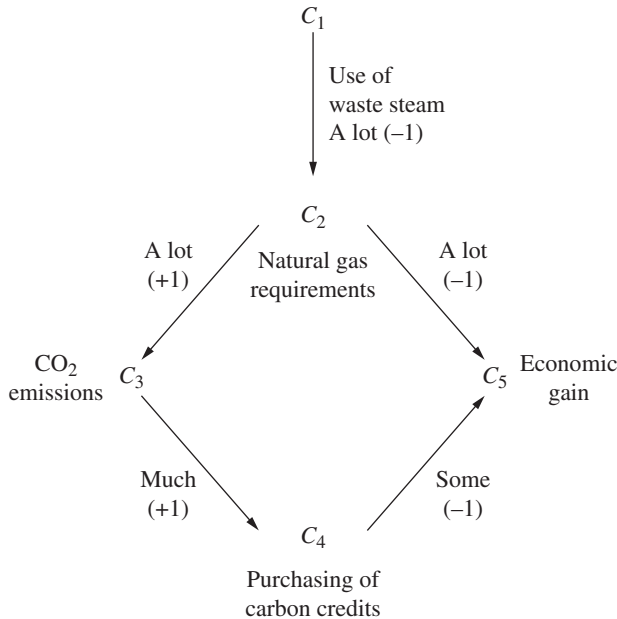 C1
Use of
waste steam
A lot (–1)
C2
Natural gas
requirements
A lot
(+1)
A lot
(–1)
CO2
emissions
C3
C5
Economic
gain
Much
(+1)
Some
(–1)
C4
Purchasing of
carbon credits